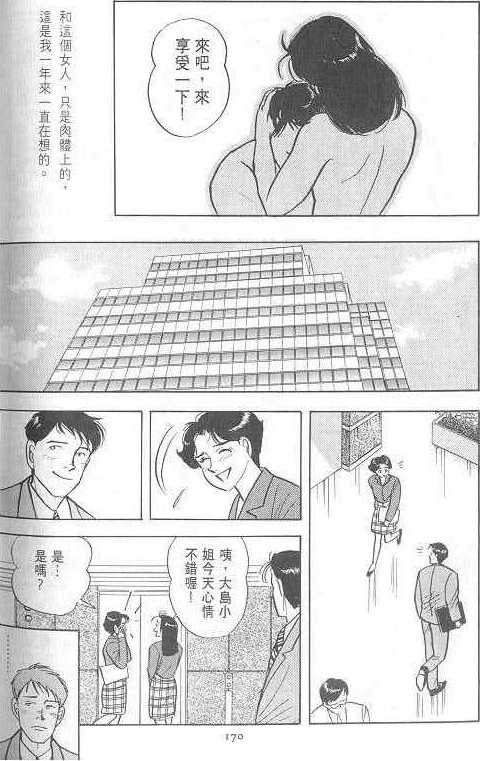 來吧，來
享受一下！
和這個女人，只是肉體上的，
這是我一年來一直在想的。
咦，大島小
姐今天心情
不錯喔！
是…
是嗎？
………
170